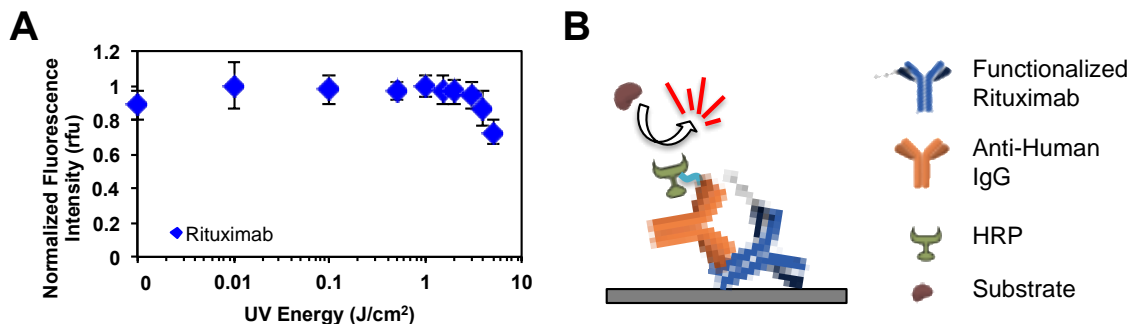 A
Normalized Fluorescence
Intensity (rfu)
1.2
1
0.8
0.6
0.4
0.2
0
Rituximab
0
0.01
0.1
1
10
UV Energy (J/cm²)
B
Functionalized
Rituximab
Anti-Human
IgG
HRP
Substrate